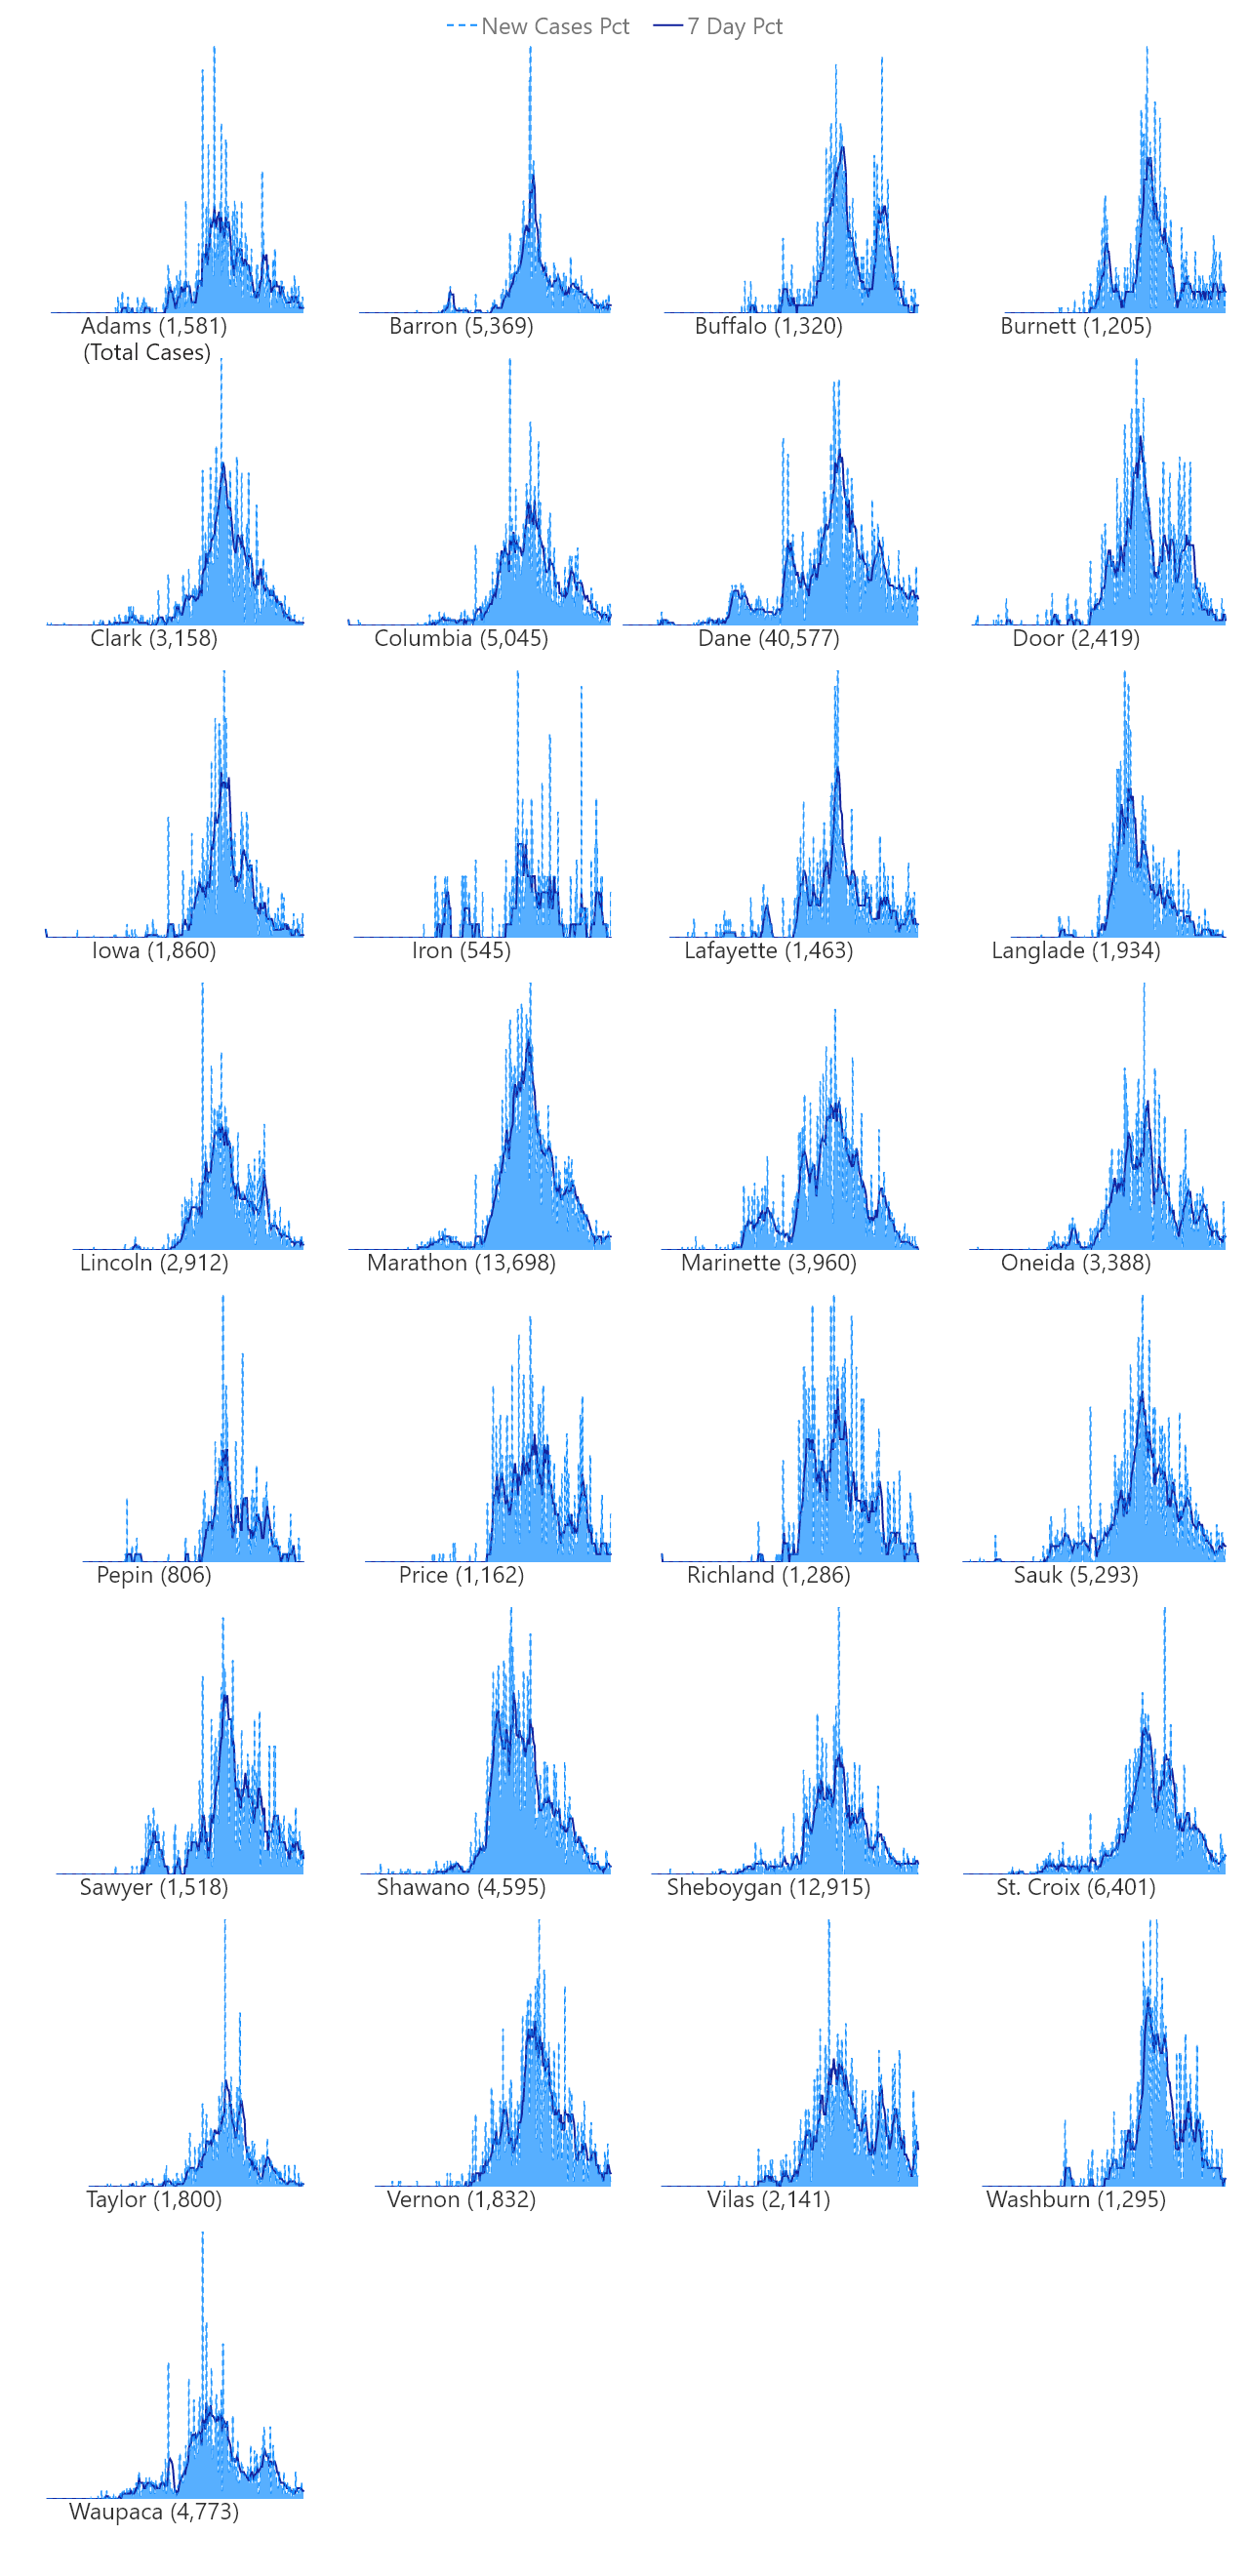 New Cases Pct 7 Day Pct
Adams (1,581) Barron (5,369) Buffalo (1,320) Burnett (1,205)
(Total Cases)
Clark (3,158) Columbia (5,045) Dane (40,577) Door (2,419)
Iowa (1,860) Iron (545) Lafayette (1,463) Langlade (1,934)
Lincoln (2,912) Marathon (13,698) Marinette (3,960) Oneida (3,388)
Pepin (806) Price (1,162) Richland (1,286) Sauk (5,293)
Sawyer (1,518) Shawano (4,595) Sheboygan (12,915) St. Croix (6,401)
Taylor (1,800) Vernon (1,832) Vilas (2,141) Washburn (1,295)
Waupaca (4,773)